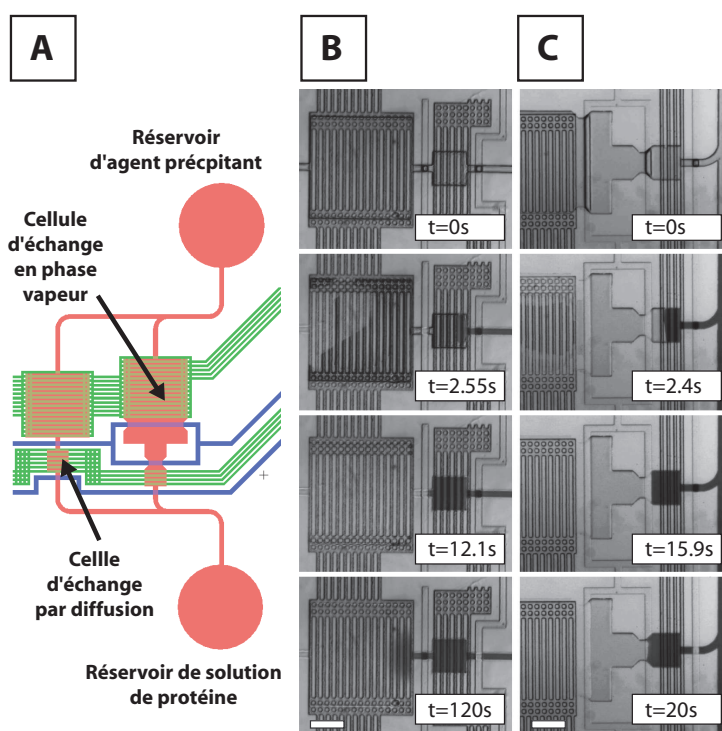 A
B
C
Réservoir
d'agent précpitant
Cellule
d'échange
en phase
vapeur
Cellle
d'échange
par diffusion
Réservoir de solution
de protéine
t=0s
t=2.55s
t=12.1s
t=120s
t=0s
t=2.4s
t=15.9s
t=20s